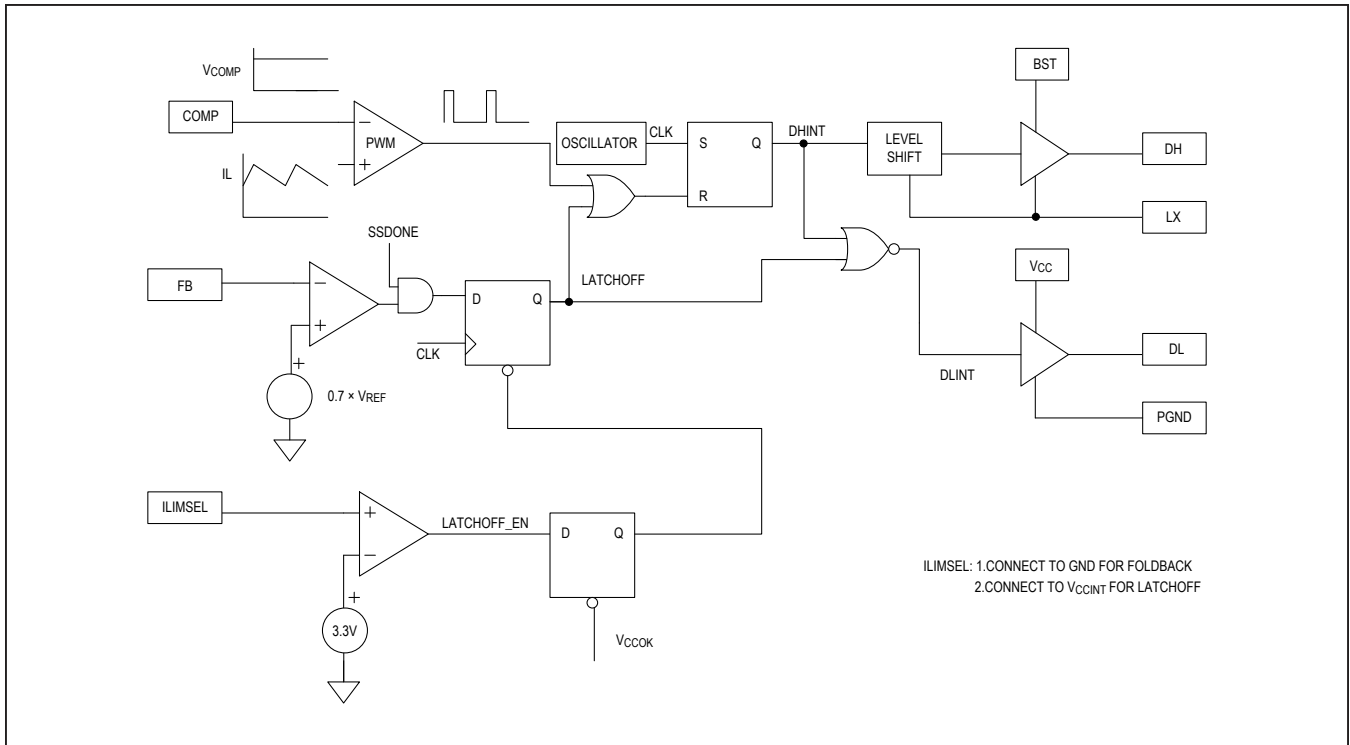 VCOMP
COMP
−
PWM
+
IL
OSCILLATOR
CLK
S
Q
R
DHINT
LEVEL
SHIFT
BST
DH
LX
SSDONE
FB
−
+
+
0.7 × VREF
D
Q
CLK
LATCHOFF
VCC
DL
DLINT
PGND
ILIMSEL
+
−
+
3.3V
LATCHOFF_EN
D
Q
VCCOK
ILIMSEL: 1.CONNECT TO GND FOR FOLDBACK
2.CONNECT TO VCCINT FOR LATCHOFF